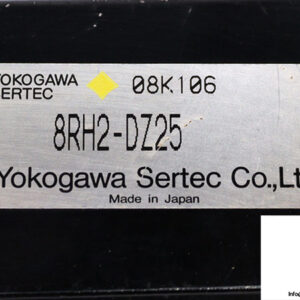 YOKOGAWA 08K106
SERTEC
8RH2-DZ25
Yokogawa Sertec Co.,Lt
Made in Japan